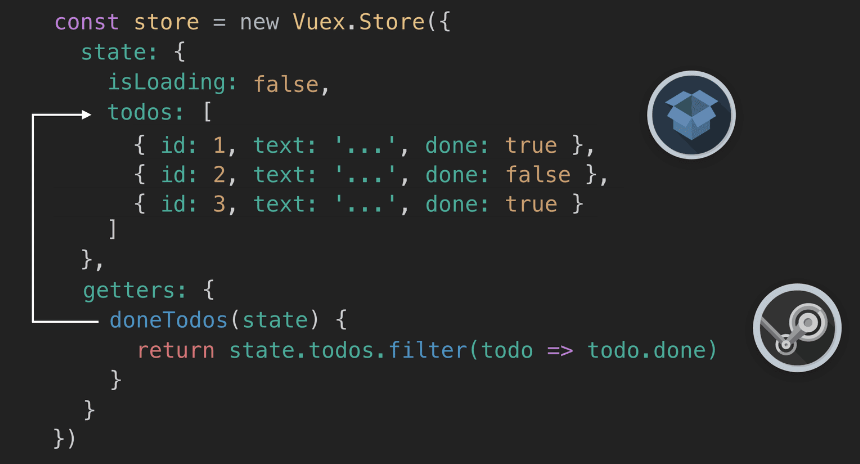 const store = new Vuex.Store({
state: {
isLoading: false,
todos: [
{ id: 1, text: '...', done: true },
{ id: 2, text: '...', done: false },
{ id: 3, text: '...', done: true }
]
},
getters: {
doneTodos(state) {
return state.todos.filter(todo => todo.done)
}
}
})